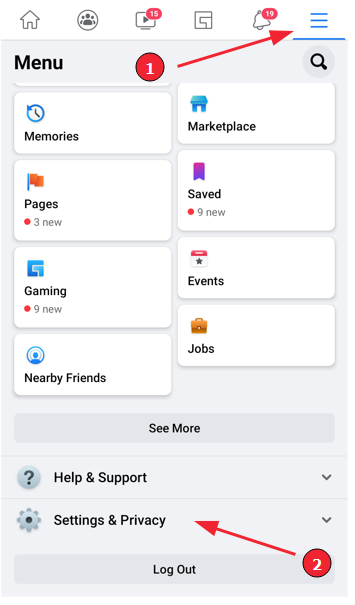 15
19
Menu
1
Memories
Marketplace
Pages
3 new
Saved
9 new
Gaming
9 new
Events
Nearby Friends
Jobs
See More
? Help & Support
Settings & Privacy
2
Log Out